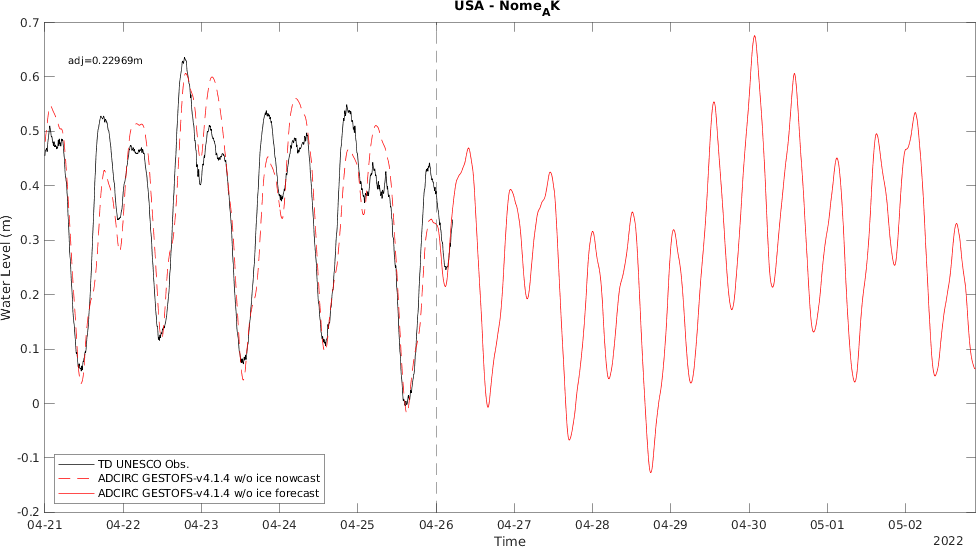 USA - Nome_AK
0.7
adj=0.22969m
0.6
0.5
0.4
0.3
0.2
0.1
0
-0.1
-0.2
Water Level (m)
TD UNESCO Obs.
ADCIRC GESTOFS-v4.1.4 w/o ice nowcast
ADCIRC GESTOFS-v4.1.4 w/o ice forecast
04-21 04-22 04-23 04-24 04-25 04-26 04-27 04-28 04-29 04-30 05-01 05-02
Time
2022